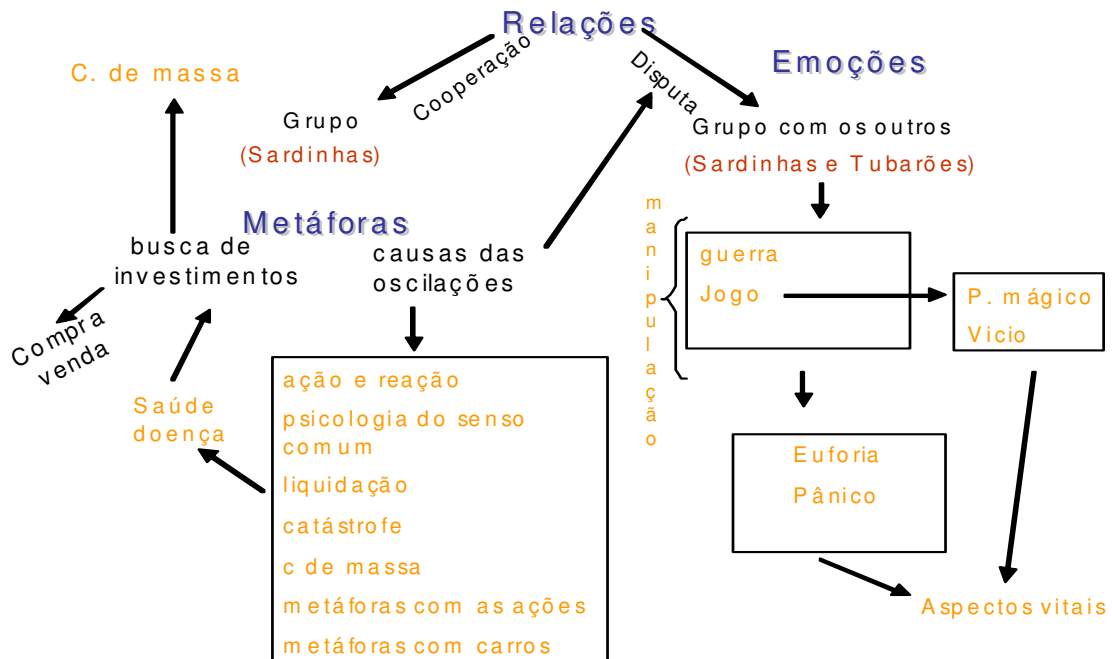 Relações
Cooperação
Disputa
Emoções
C. de massa
Grupo
(Sardinhas)
Grupo com os outros
(Sardinhas e Tubarões)
Metáforas
busca de
investimentos
causas das
oscilações
manipulação
guerra
Jogo
P. mágico
Vicio
Compra
venda
Saúde
doença
ação e reação
psicologia do senso
comum
liquidação
catástrofe
c de massa
metáforas com as ações
metáforas com carros
Euforia
Pânico
Aspectos vitais